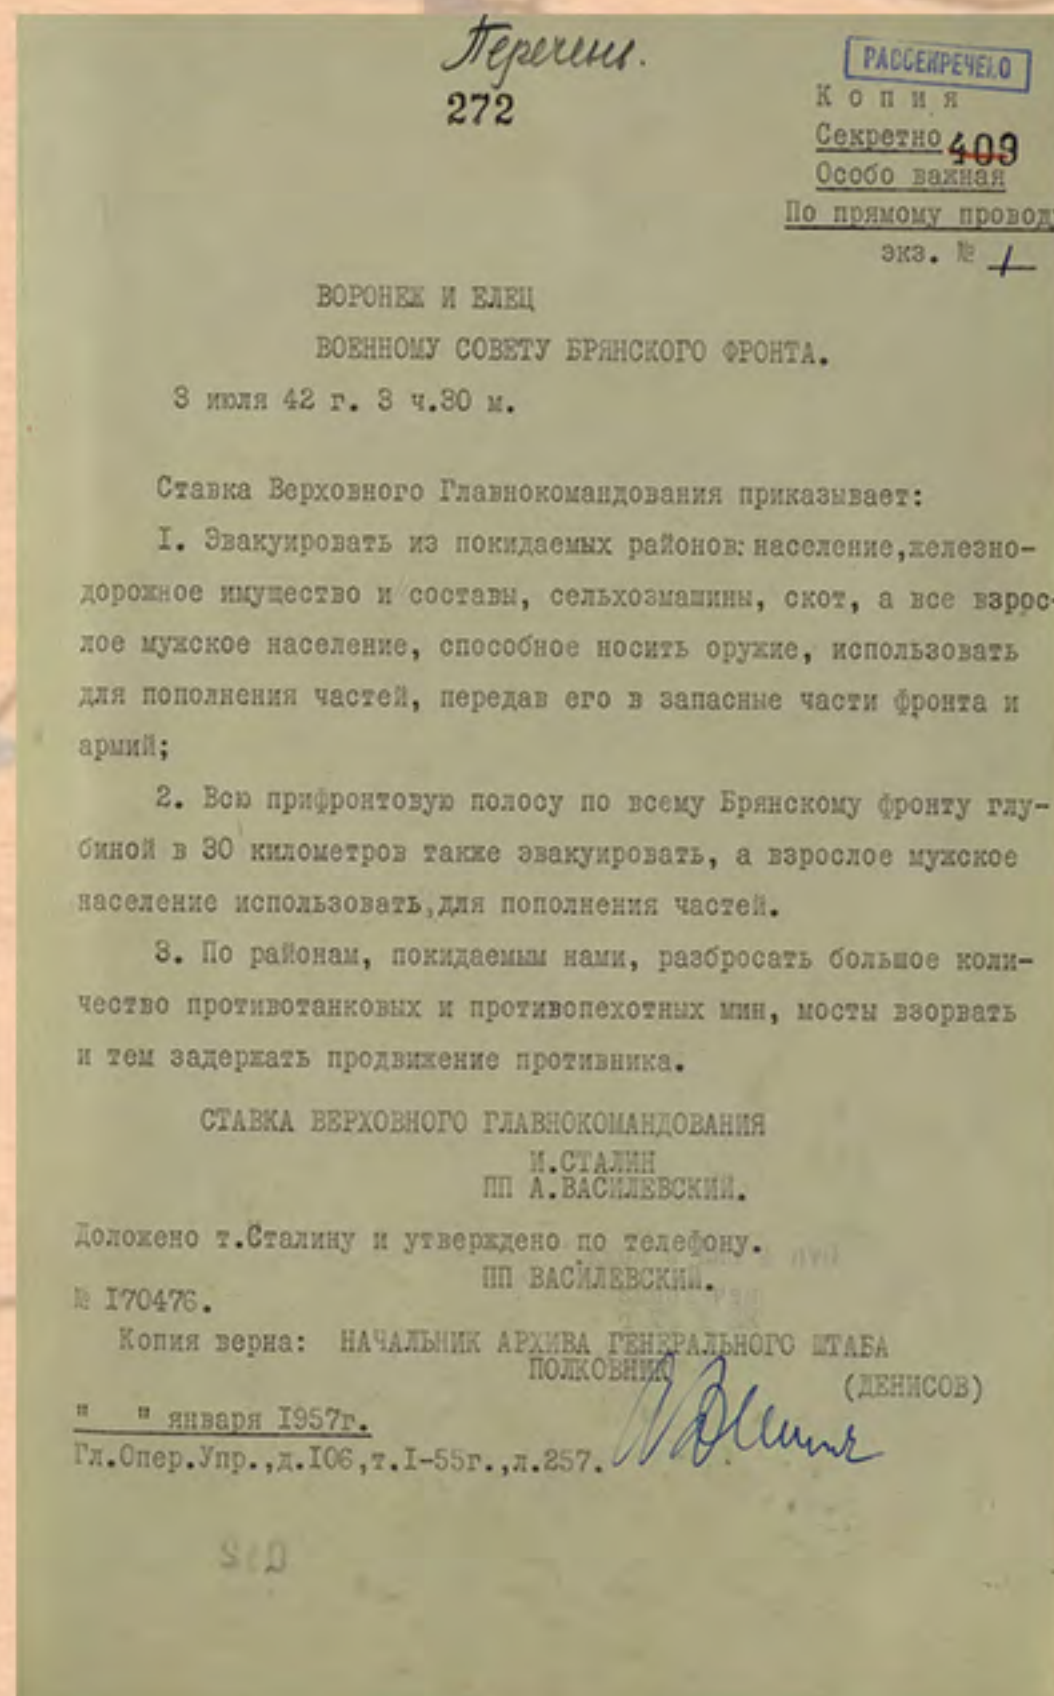 Перечень.
272
РАССЕКРЕЧЕНО
Копия
Секретно 409
Особо важная
По прямому проводу
экз. № 1
ВОРОНЕЖ И ЕЛЕЦ
ВОЕННОМУ СОВЕТУ БРЯНСКОГО ФРОНТА.
3 июля 42 г. 3 ч.30 м.
Ставка Верховного Главнокомандования приказывает:
I. Эвакуировать из покидаемых районов: население,железно-
дорожное имущество и составы, сельхозмашины, скот, а все взрос-
лое мужское население, способное носить оружие, использовать
для пополнения частей, передав его в запасные части фронта и
армий;
2. Всю прифронтовую полосу по всему Брянскому фронту глу-
биной в 30 километров также эвакуировать, а взрослое мужское
население использовать,для пополнения частей.
3. По районам, покидаемым нами, разбросать большое коли-
чество противотанковых и противопехотных мин, мосты взорвать
и тем задержать продвижение противника.
СТАВКА ВЕРХОВНОГО ГЛАВНОКОМАНДОВАНИЯ
И.СТАЛИН
ПП А.ВАСИЛЕВСКИЙ.
Доложено т.Сталину и утверждено по телефону.
ПП ВАСИЛЕВСКИЙ.
№ I70476.
Копия верна: НАЧАЛЬНИК АРХИВА ГЕНЕРАЛЬНОГО ШТАБА
ПОЛКОВНИК
(ДЕНИСОВ)
" " января I957г.
Гл.Опер.Упр.,д.I06,т.I-55г.,л.257.